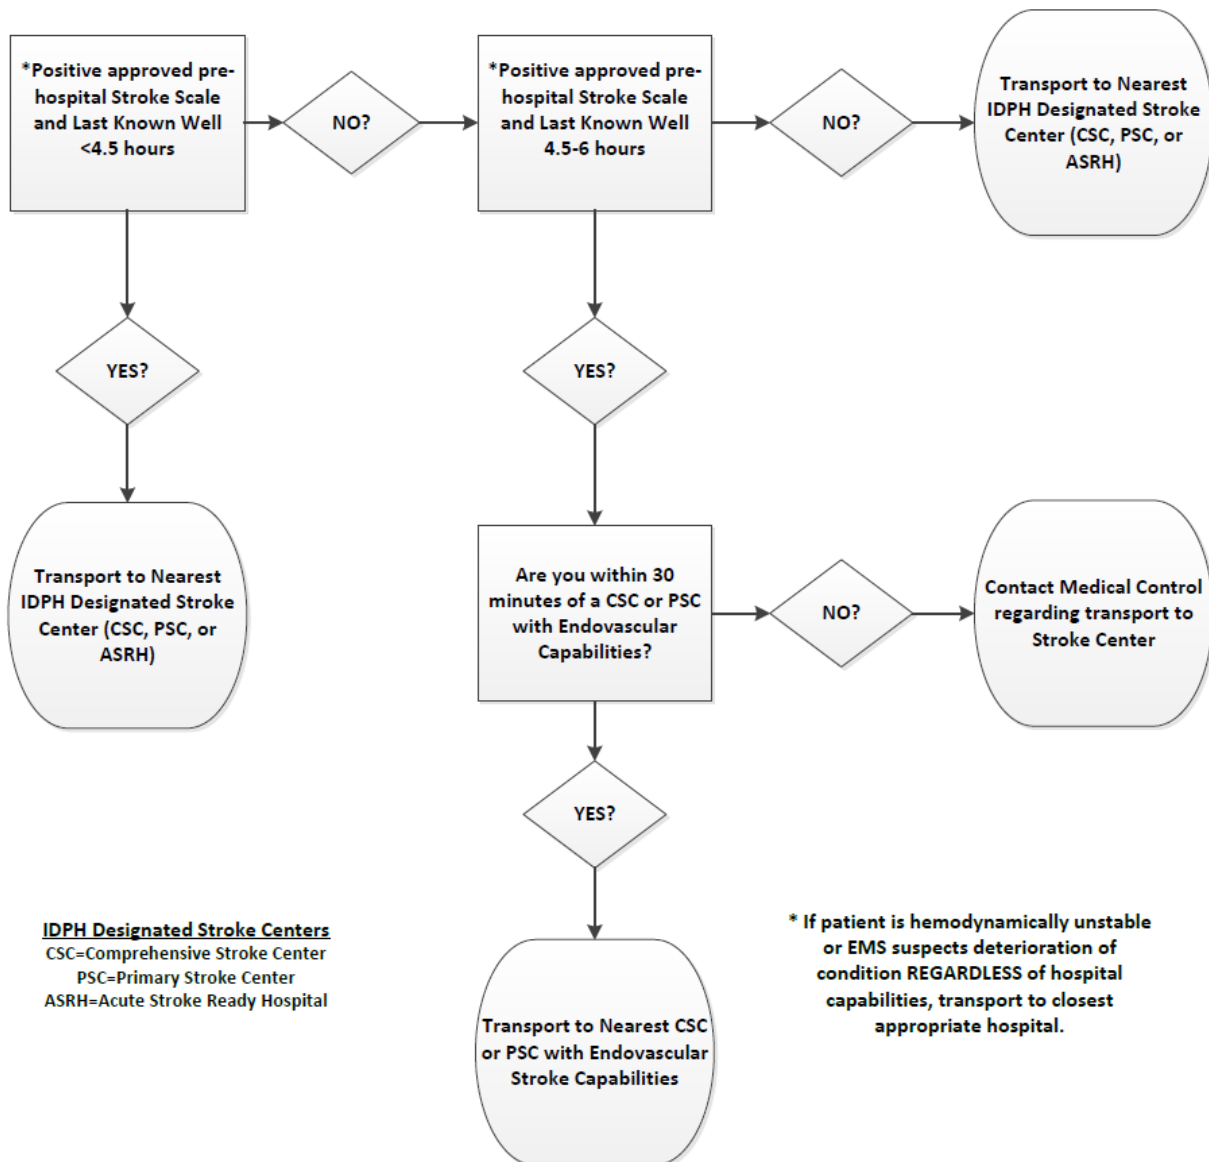 *Positive approved pre-
hospital Stroke Scale
and Last Known Well
<4.5 hours
NO?
*Positive approved pre-
hospital Stroke Scale
and Last Known Well
4.5-6 hours
NO?
Transport to Nearest
IDPH Designated Stroke
Center (CSC, PSC, or
ASRH)
YES?
YES?
Transport to Nearest
IDPH Designated Stroke
Center (CSC, PSC, or
ASRH)
Are you within 30
minutes of a CSC or PSC
with Endovascular
Capabilities?
NO?
Contact Medical Control
regarding transport to
Stroke Center
YES?
IDPH Designated Stroke Centers
CSC=Comprehensive Stroke Center
PSC=Primary Stroke Center
ASRH=Acute Stroke Ready Hospital
* If patient is hemodynamically unstable
or EMS suspects deterioration of
condition REGARDLESS of hospital
capabilities, transport to closest
appropriate hospital.
Transport to Nearest CSC
or PSC with Endovascular
Stroke Capabilities